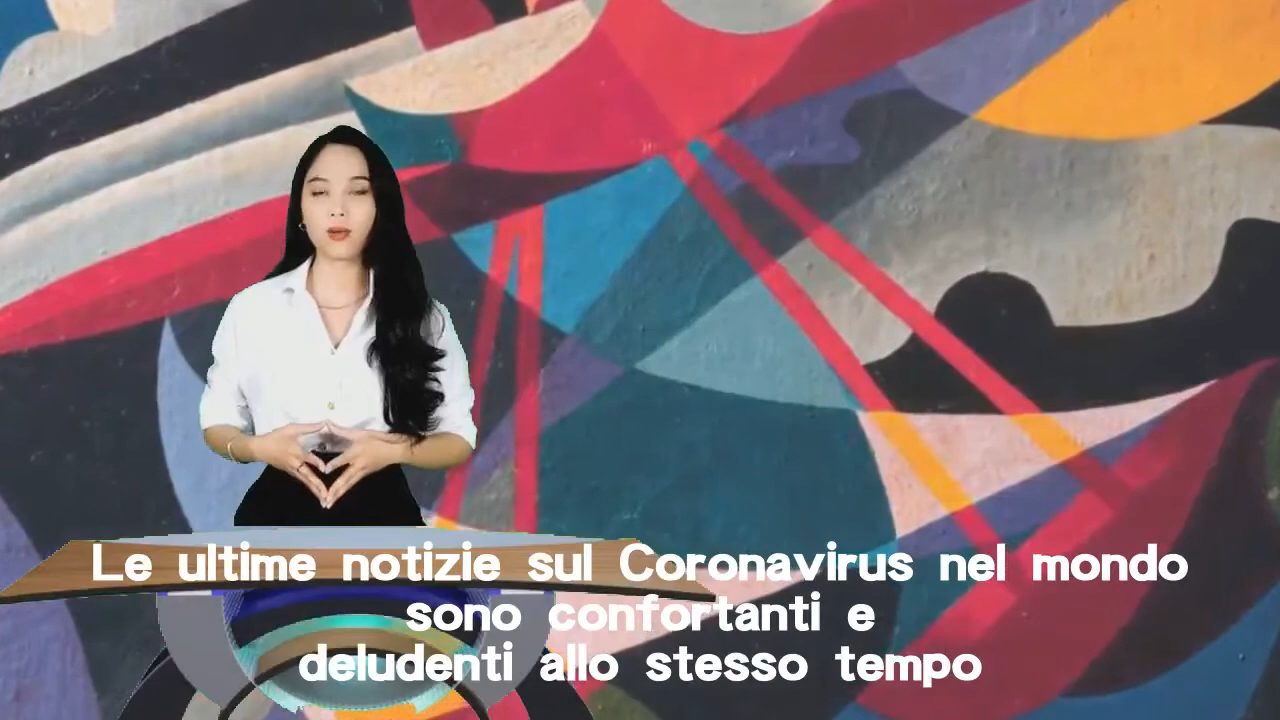 Le ultime notizie sul Coronavirus nel mondo
sono confortanti e
deludenti allo stesso tempo